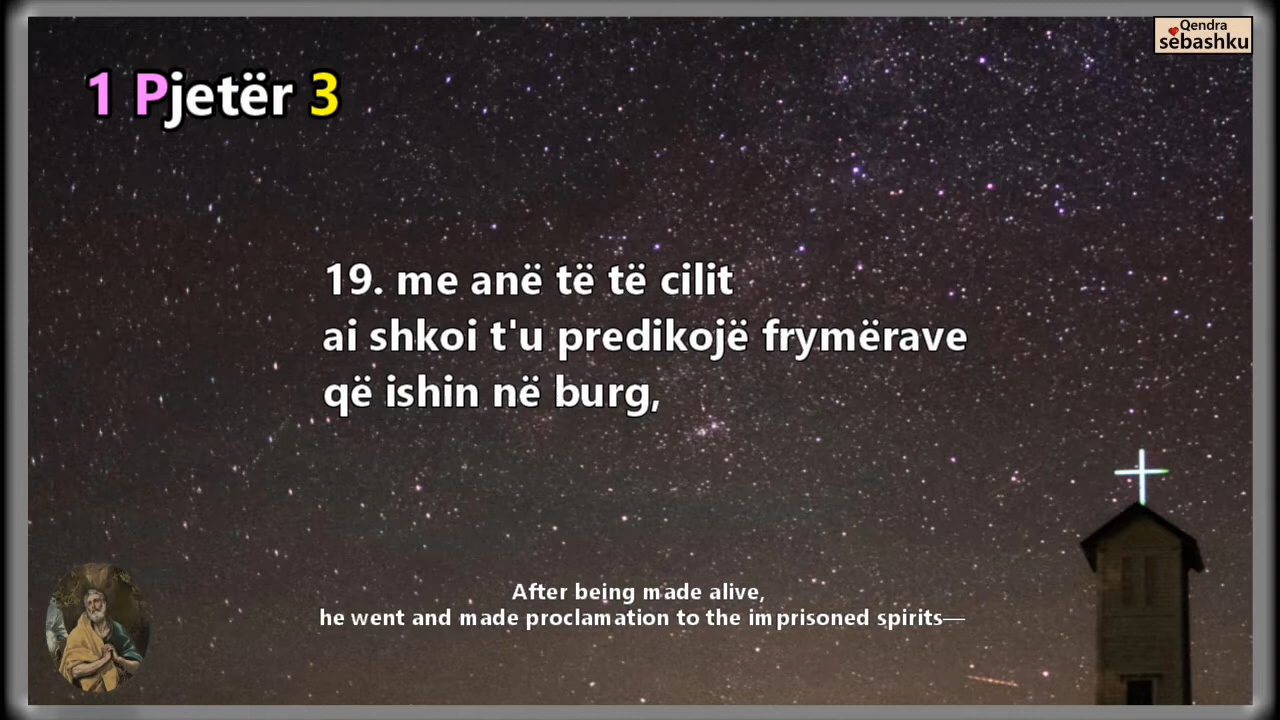 Qendra
sëbashku
1 Pjetër 3
19. me anë të të cilit
ai shkoi t'u predikojë frymërave
që ishin në burg,
After being made alive,
he went and made proclamation to the imprisoned spirits—